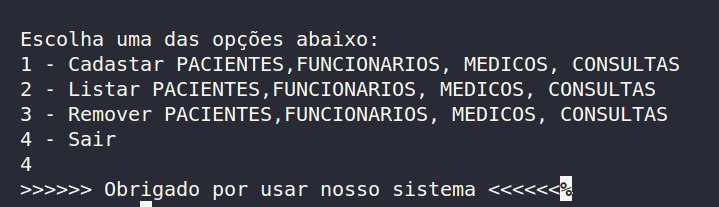 Escolha uma das opções abaixo:
1 - Cadastar PACIENTES,FUNCIONARIOS, MEDICOS, CONSULTAS
2 - Listar PACIENTES,FUNCIONARIOS, MEDICOS, CONSULTAS
3 - Remover PACIENTES,FUNCIONARIOS, MEDICOS, CONSULTAS
4 - Sair
4
>>>>>> Obrigado por usar nosso sistema <<<<<<%